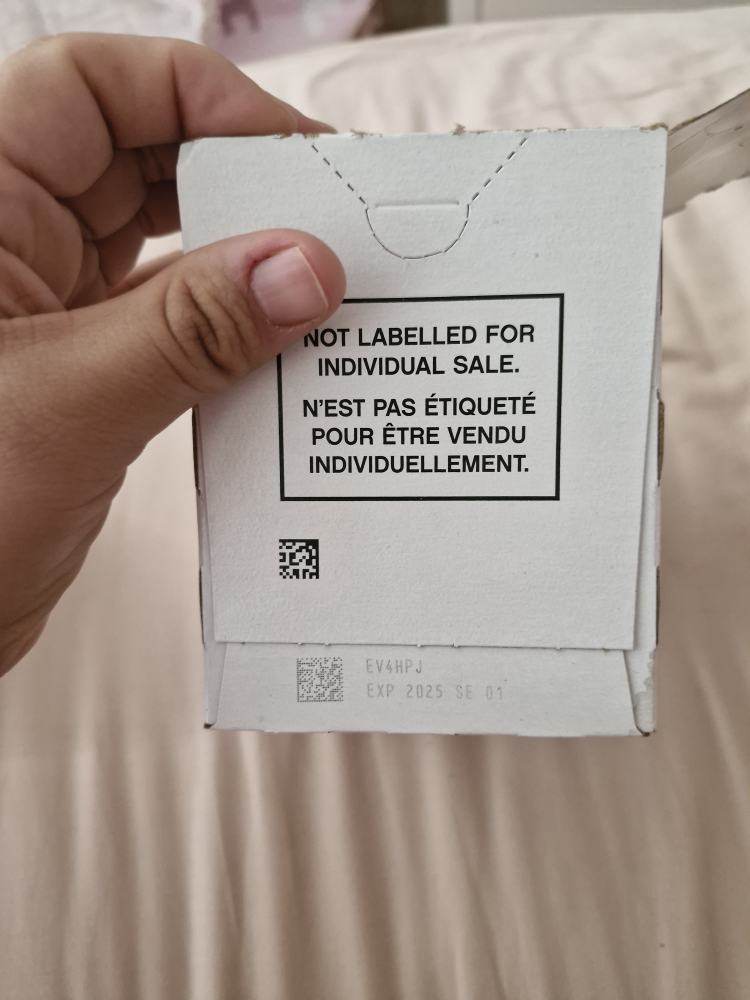 NOT LABELLED FOR
INDIVIDUAL SALE.
N'EST PAS ÉTIQUETÉ
POUR ÊTRE VENDU
INDIVIDUELLEMENT.
EV4HPJ
EXP 2025 SE 01